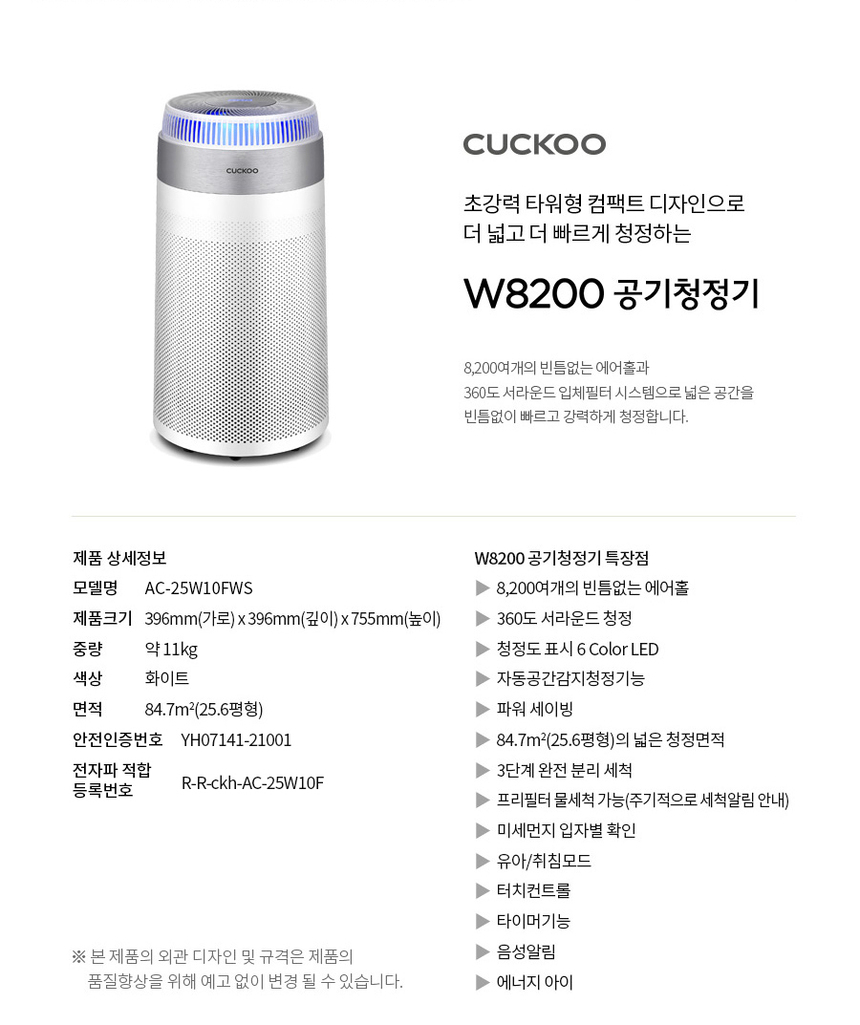 CUCKOO
CUCKOO
초강력 타워형 컴팩트 디자인으로
더 넓고 더 빠르게 청정하는
W8200 공기청정기
8,200여개의 빈틈없는 에어홀과
360도 서라운드 입체필터 시스템으로 넓은 공간을
빈틈없이 빠르고 강력하게 청정합니다.
제품 상세정보
모델명 AC-25W10FWS
제품크기 396mm(가로) x 396mm(깊이) x 755mm(높이)
중량 약 11kg
색상 화이트
면적 84.7m²(25.6평형)
안전인증번호 YH07141-21001
전자파 적합
등록번호 R-R-ckh-AC-25W10F
※ 본 제품의 외관 디자인 및 규격은 제품의
품질향상을 위해 예고 없이 변경 될 수 있습니다.
W8200 공기청정기 특장점
▶ 8,200여개의 빈틈없는 에어홀
▶ 360도 서라운드 청정
▶ 청정도 표시 6 Color LED
▶ 자동공간감지청정기능
▶ 파워 세이빙
▶ 84.7m²(25.6평형)의 넓은 청정면적
▶ 3단계 완전 분리 세척
▶ 프리필터 물세척 가능(주기적으로 세척알림 안내)
▶ 미세먼지 입자별 확인
▶ 유아/취침모드
▶ 터치컨트롤
▶ 타이머기능
▶ 음성알림
▶ 에너지 아이